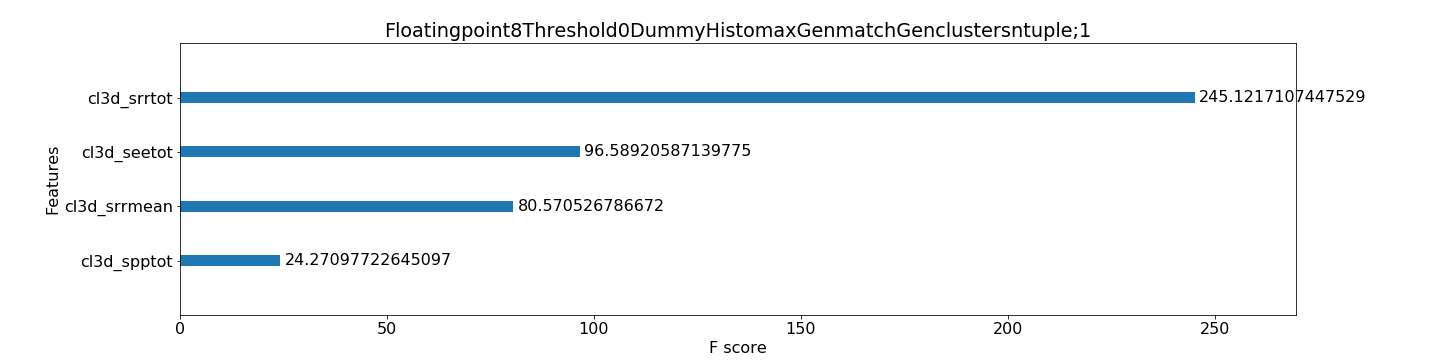 Floatingpoint8Threshold0DummyHistomaxGenmatchGenclustersntuple;1
Features
cl3d_srrtot 245.1217107447529
cl3d_seetot 96.58920587139775
cl3d_srrmean 80.570526786672
cl3d_spptot 24.27097722645097
0 50 100 150 200 250
F score